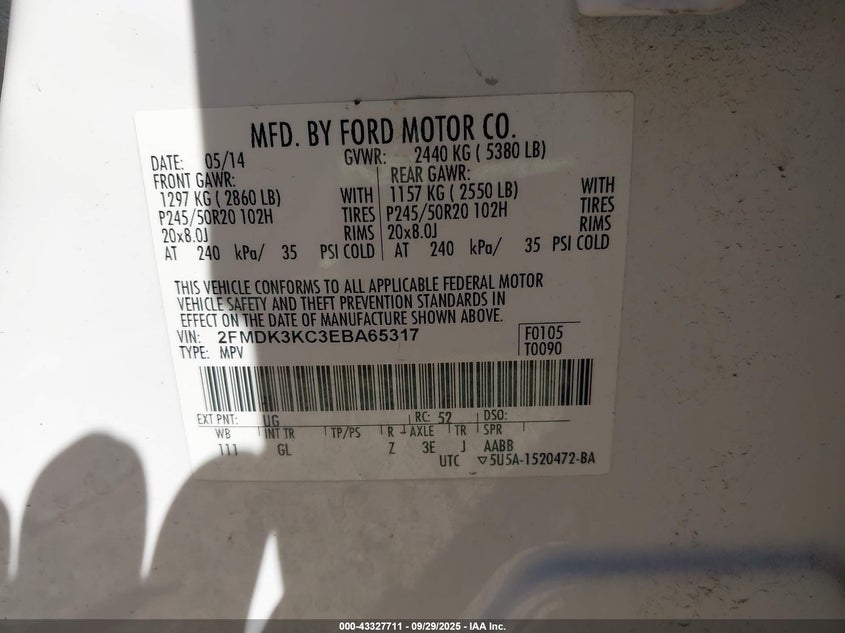 MFD. BY FORD MOTOR CO.
DATE: 05/14 GVWR: 2440 KG ( 5380 LB)
FRONT GAWR: REAR GAWR:
1297 KG ( 2860 LB) WITH 1157 KG ( 2550 LB) WITH
P245/50R20 102H TIRES P245/50R20 102H TIRES
20x8.0J RIMS 20x8.0J RIMS
AT 240 kPa/ 35 PSI COLD AT 240 kPa/ 35 PSI COLD
THIS VEHICLE CONFORMS TO ALL APPLICABLE FEDERAL MOTOR
VEHICLE SAFETY AND THEFT PREVENTION STANDARDS IN
EFFECT ON THE DATE OF MANUFACTURE SHOWN ABOVE.
VIN: 2FMDK3KC3EBA65317 F0105
TYPE: MPV T0090
EXT PNT: UG RC: 52 DSO:
WB INT TR TP/PS R AXLE TR SPR
111 GL Z 3E J AABB
UTC ▽5U5A-1520472-BA
000-43327711 - 09/29/2025 - IAA Inc.